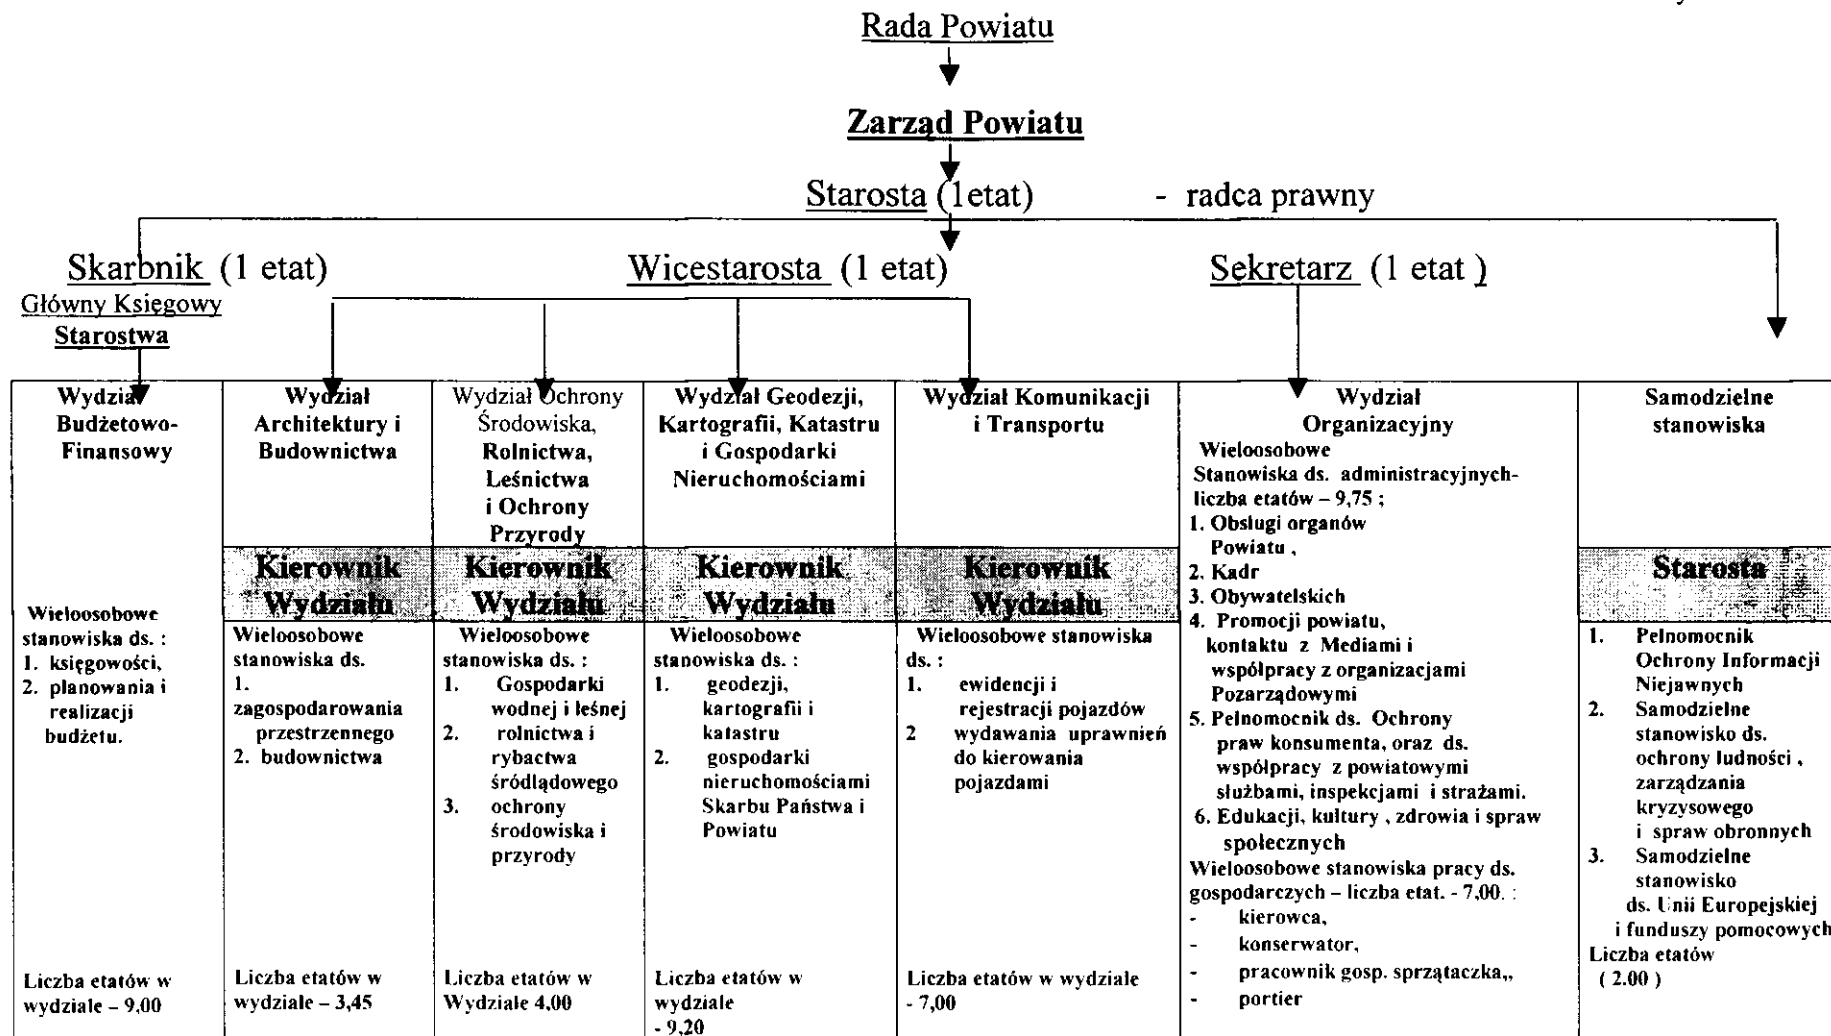 Rada Powiatu
Zarząd Powiatu
Starosta (1etat) - radca prawny
Skarbnik (1 etat)
Główny Księgowy
Starostwa
Wicestarosta (1 etat)
Sekretarz (1 etat )
Wydział
Budżetowo-
Finansowy
Wieloosobowe
stanowiska ds. :
1. księgowości,
2. planowania i
realizacji
budżetu.
Liczba etatów w
wydziale – 9,00
Wydział
Architektury i
Budownictwa
Kierownik
Wydziału
Wieloosobowe
stanowiska ds.
1.
zagospodarowania
przestrzennego
2. budownictwa
Liczba etatów w
wydziale – 3,45
Wydział Ochrony
Środowiska,
Rolnictwa,
Leśnictwa
i Ochrony
Przyrody
Kierownik
Wydziału
Wieloosobowe
stanowiska ds. :
1. Gospodarki
wodnej i leśnej
2. rolnictwa i
rybactwa
śródlądowego
3. ochrony
środowiska i
przyrody
Liczba etatów w
Wydziale 4,00
Wydział Geodezji,
Kartografii, Katastru
i Gospodarki
Nieruchomościami
Kierownik
Wydziału
Wieloosobowe
stanowiska ds. :
1. geodezji,
kartografii i
katastru
2. gospodarki
nieruchomościami
Skarbu Państwa i
Powiatu
Liczba etatów w
wydziale
- 9,20
Wydział Komunikacji
i Transportu
Kierownik
Wydziału
Wieloosobowe stanowiska
ds. :
1. ewidencji i
rejestracji pojazdów
2 wydawania uprawnień
do kierowania
pojazdami
Liczba etatów w wydziale
- 7,00
Wydział
Organizacyjny
Wieloosobowe
Stanowiska ds. administracyjnych-
liczba etatów – 9,75 ;
1. Obsługi organów
Powiatu ,
2. Kadr
3. Obywatelskich
4. Promocji powiatu,
kontaktu z Mediami i
współpracy z organizacjami
Pozarządowymi
5. Pełnomocnik ds. Ochrony
praw konsumenta, oraz ds.
współpracy z powiatowymi
służbami, inspekcjami i strażami.
6. Edukacji, kultury , zdrowia i spraw
społecznych
Wieloosobowe stanowiska pracy ds.
gospodarczych – liczba etat. - 7,00. :
- kierowca,
- konserwator,
- pracownik gosp. sprzątaczka,,
- portier
Samodzielne
stanowiska
Starosta
1. Pełnomocnik
Ochrony Informacji
Niejawnych
2. Samodzielne
stanowisko ds.
ochrony ludności ,
zarządzania
kryzysowego
i spraw obronnych
3. Samodzielne
stanowisko
ds. Unii Europejskiej
i funduszy pomocowych
Liczba etatów
( 2.00 )